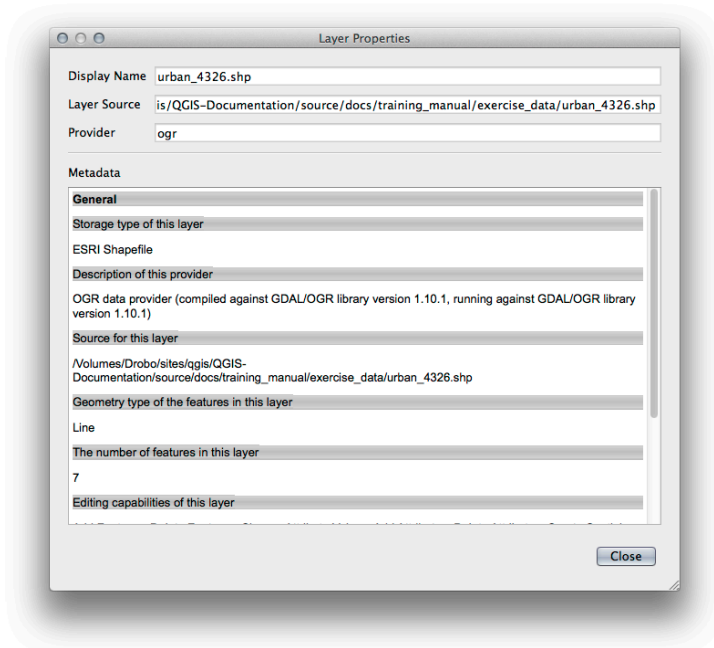 Layer Properties
Display Name urban_4326.shp
Layer Source is/QGIS-Documentation/source/docs/training_manual/exercise_data/urban_4326.shp
Provider ogr
Metadata
General
Storage type of this layer
ESRI Shapefile
Description of this provider
OGR data provider (compiled against GDAL/OGR library version 1.10.1, running against GDAL/OGR library
version 1.10.1)
Source for this layer
/Volumes/Drobo/sites/qgis/QGIS-
Documentation/source/docs/training_manual/exercise_data/urban_4326.shp
Geometry type of the features in this layer
Line
The number of features in this layer
7
Editing capabilities of this layer
Close